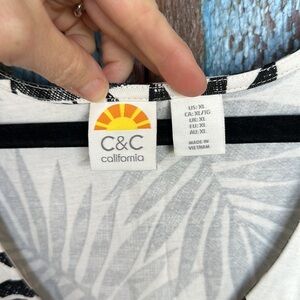 C&C
california
US: XL
CA: XL/TG
UK: XL
EU: XL
AU: XL
MADE IN
VIETNAM